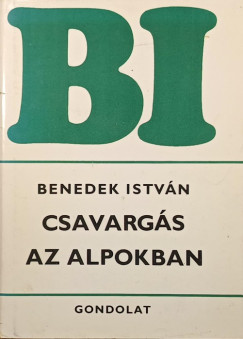 BI
BENEDEK ISTVÁN
CSAVARGÁS
AZ ALPOKBAN
GONDOLAT